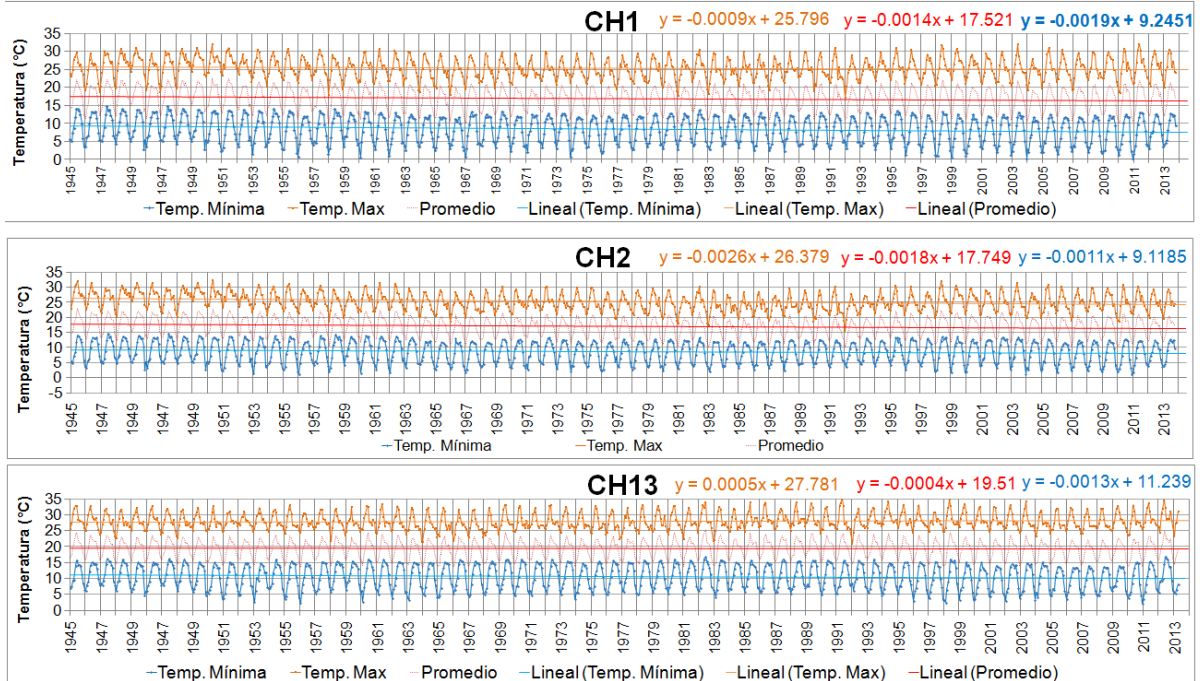 CH1 y = -0.0009x + 25.796 y = -0.0014x + 17.521 y = -0.0019x + 9.2451
Temperatura (°C)
35
30
25
20
15
10
5
0
1945 1947 1949 1951 1953 1955 1957 1959 1961 1963 1965 1967 1969 1971 1973 1975 1977 1979 1981 1983 1985 1987 1989 1991 1993 1995 1997 1999 2001 2003 2005 2007 2009 2011 2013
Temp. Mínima Temp. Max Promedio Lineal (Temp. Mínima) Lineal (Temp. Max) Lineal (Promedio)
CH2 y = -0.0026x + 26.379 y = -0.0018x + 17.749 y = -0.0011x + 9.1185
Temperatura (°C)
35
30
25
20
15
10
5
0
-5
1945 1947 1949 1951 1953 1955 1957 1959 1961 1963 1965 1967 1969 1971 1973 1975 1977 1979 1981 1983 1985 1987 1989 1991 1993 1995 1997 1999 2001 2003 2005 2007 2009 2011 2013
Temp. Mínima Temp. Max Promedio
CH13 y = 0.0005x + 27.781 y = -0.0004x + 19.51 y = -0.0013x + 11.239
Temperatura (°C)
35
30
25
20
15
10
5
0
1945 1947 1949 1951 1953 1955 1957 1959 1961 1963 1965 1967 1969 1971 1973 1975 1977 1979 1981 1983 1985 1987 1989 1991 1993 1995 1997 1999 2001 2003 2005 2007 2009 2011 2013
Temp. Mínima Temp. Max Promedio Lineal (Temp. Mínima) Lineal (Temp. Max) Lineal (Promedio)